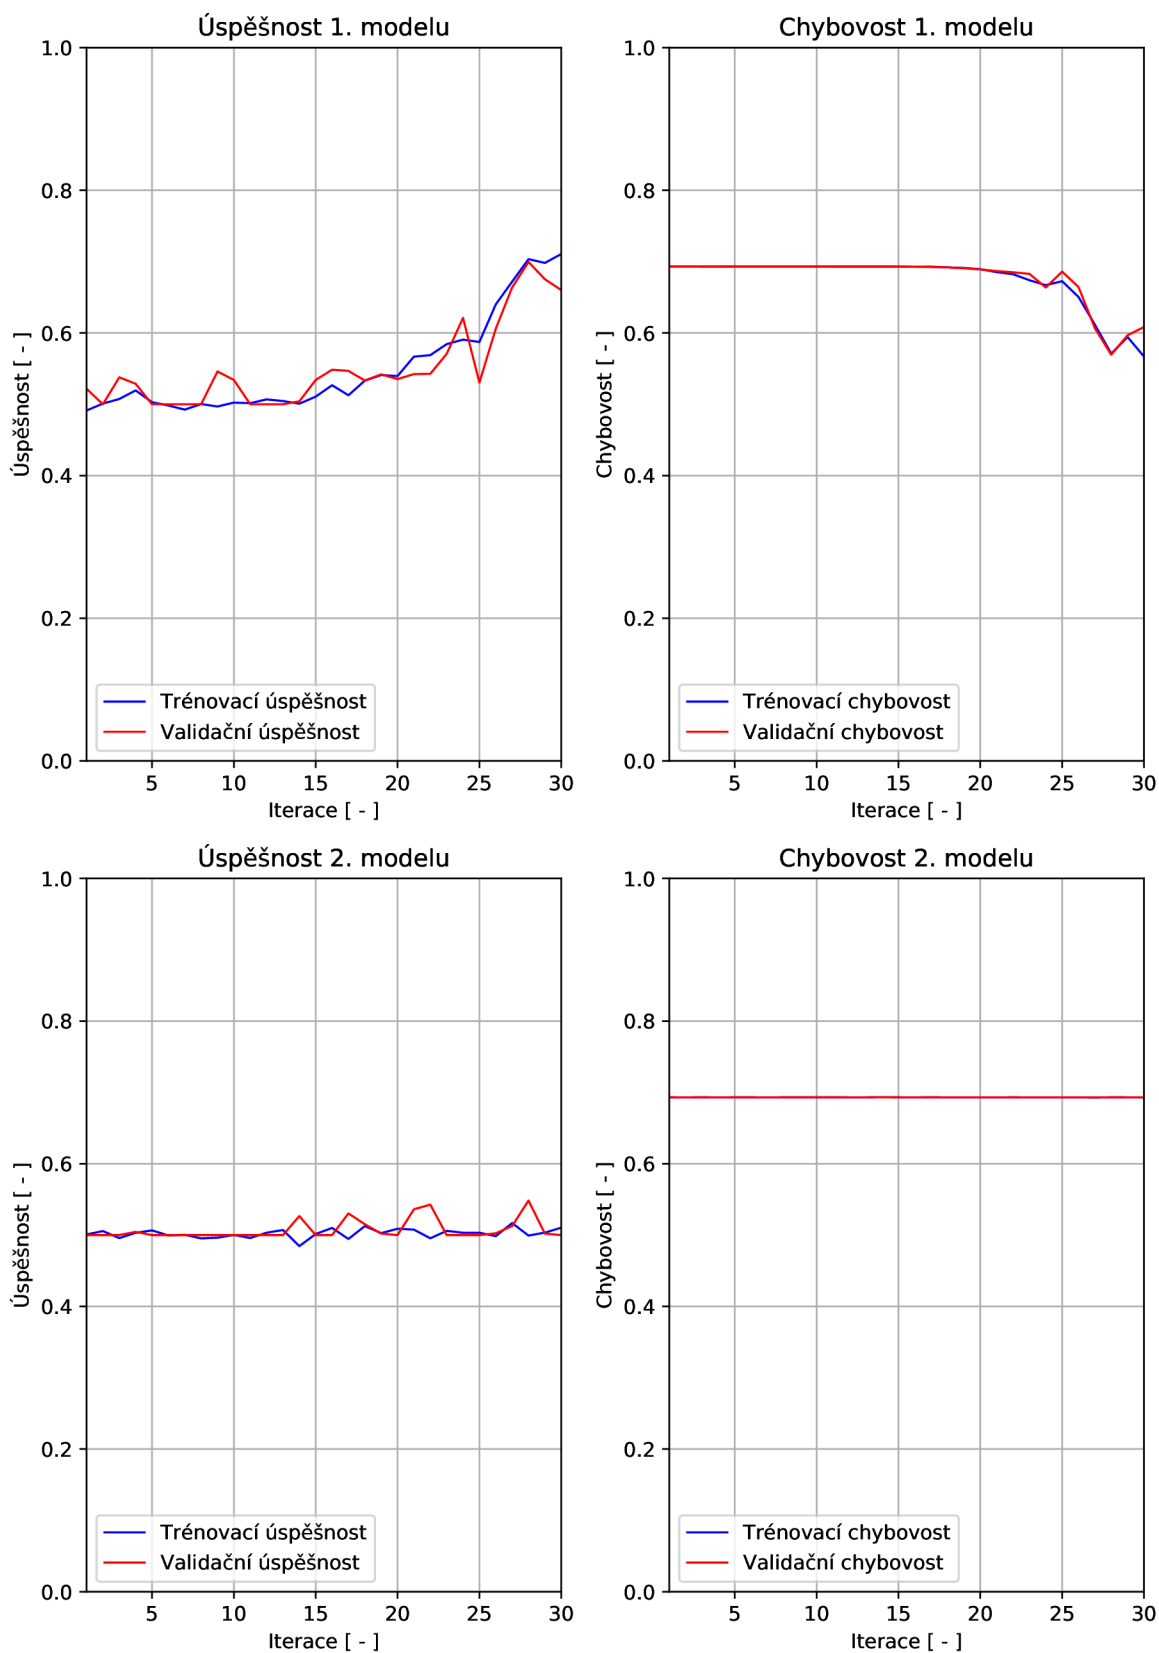 Úspěšnost 1. modelu
1.0
0.8
0.6
0.4
0.2
0.0
Úspěšnost [ - ]
Trénovací úspěšnost
Validační úspěšnost
5 10 15 20 25 30
Iterace [ - ]
Chybovost 1. modelu
1.0
0.8
0.6
0.4
0.2
0.0
Chybovost [ - ]
Trénovací chybovost
Validační chybovost
5 10 15 20 25 30
Iterace [ - ]
Úspěšnost 2. modelu
1.0
0.8
0.6
0.4
0.2
0.0
Úspěšnost [ - ]
Trénovací úspěšnost
Validační úspěšnost
5 10 15 20 25 30
Iterace [ - ]
Chybovost 2. modelu
1.0
0.8
0.6
0.4
0.2
0.0
Chybovost [ - ]
Trénovací chybovost
Validační chybovost
5 10 15 20 25 30
Iterace [ - ]